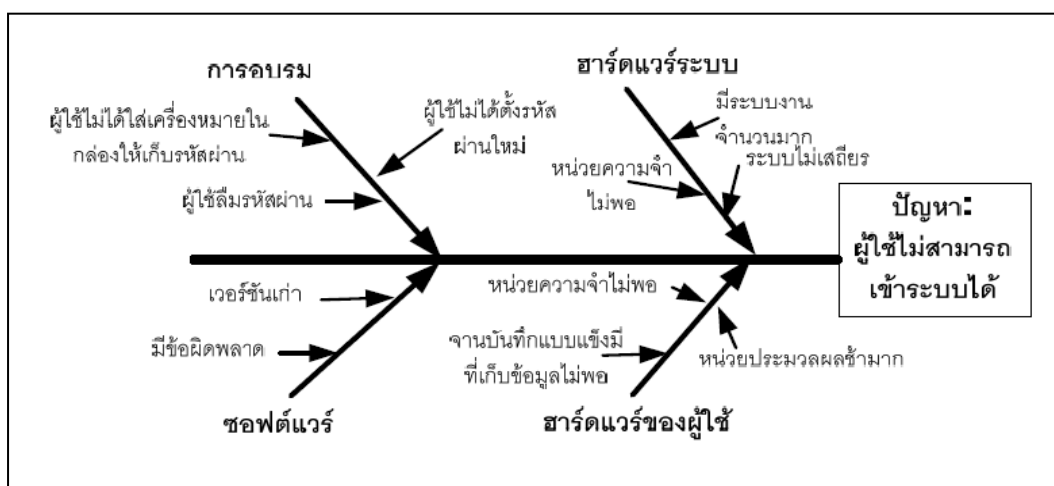 การอบรม
ผู้ใช้ไม่ได้ใส่เครื่องหมายใน
กล่องให้เก็บรหัสผ่าน
ผู้ใช้ไม่ได้ตั้งรหัส
ผ่านใหม่
ผู้ใช้ลืมรหัสผ่าน
ฮาร์ดแวร์ระบบ
มีระบบงาน
จำนวนมาก
ระบบไม่เสถียร
หน่วยความจำ
ไม่พอ
ปัญหา:
ผู้ใช้ไม่สามารถ
เข้าระบบได้
เวอร์ชันเก่า
มีข้อผิดพลาด
ซอฟต์แวร์
หน่วยความจำไม่พอ
จานบันทึกแบบแข็งมี
ที่เก็บข้อมูลไม่พอ
หน่วยประมวลผลช้ามาก
ฮาร์ดแวร์ของผู้ใช้